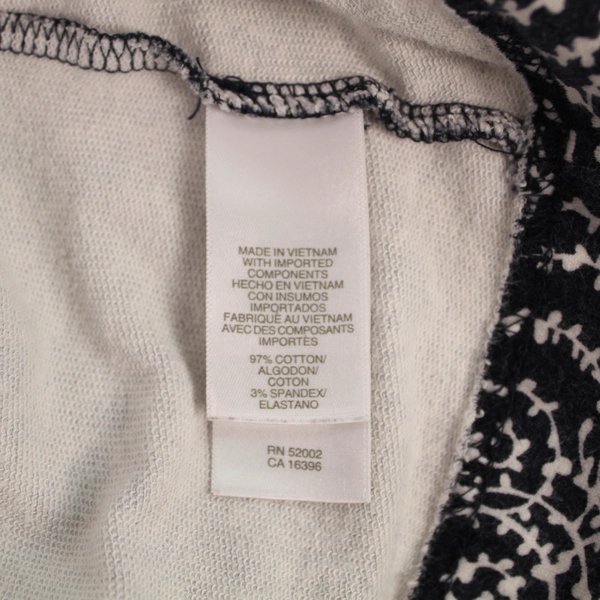 MADE IN VIETNAM
WITH IMPORTED
COMPONENTS
HECHO EN VIETNAM
CON INSUMOS
IMPORTADOS
FABRIQUÉ AU VIETNAM
AVEC DES COMPOSANTS
IMPORTÉS
97% COTTON/
ALGODON/
COTON
3% SPANDEX/
ELASTANO
RN 52002
CA 16396